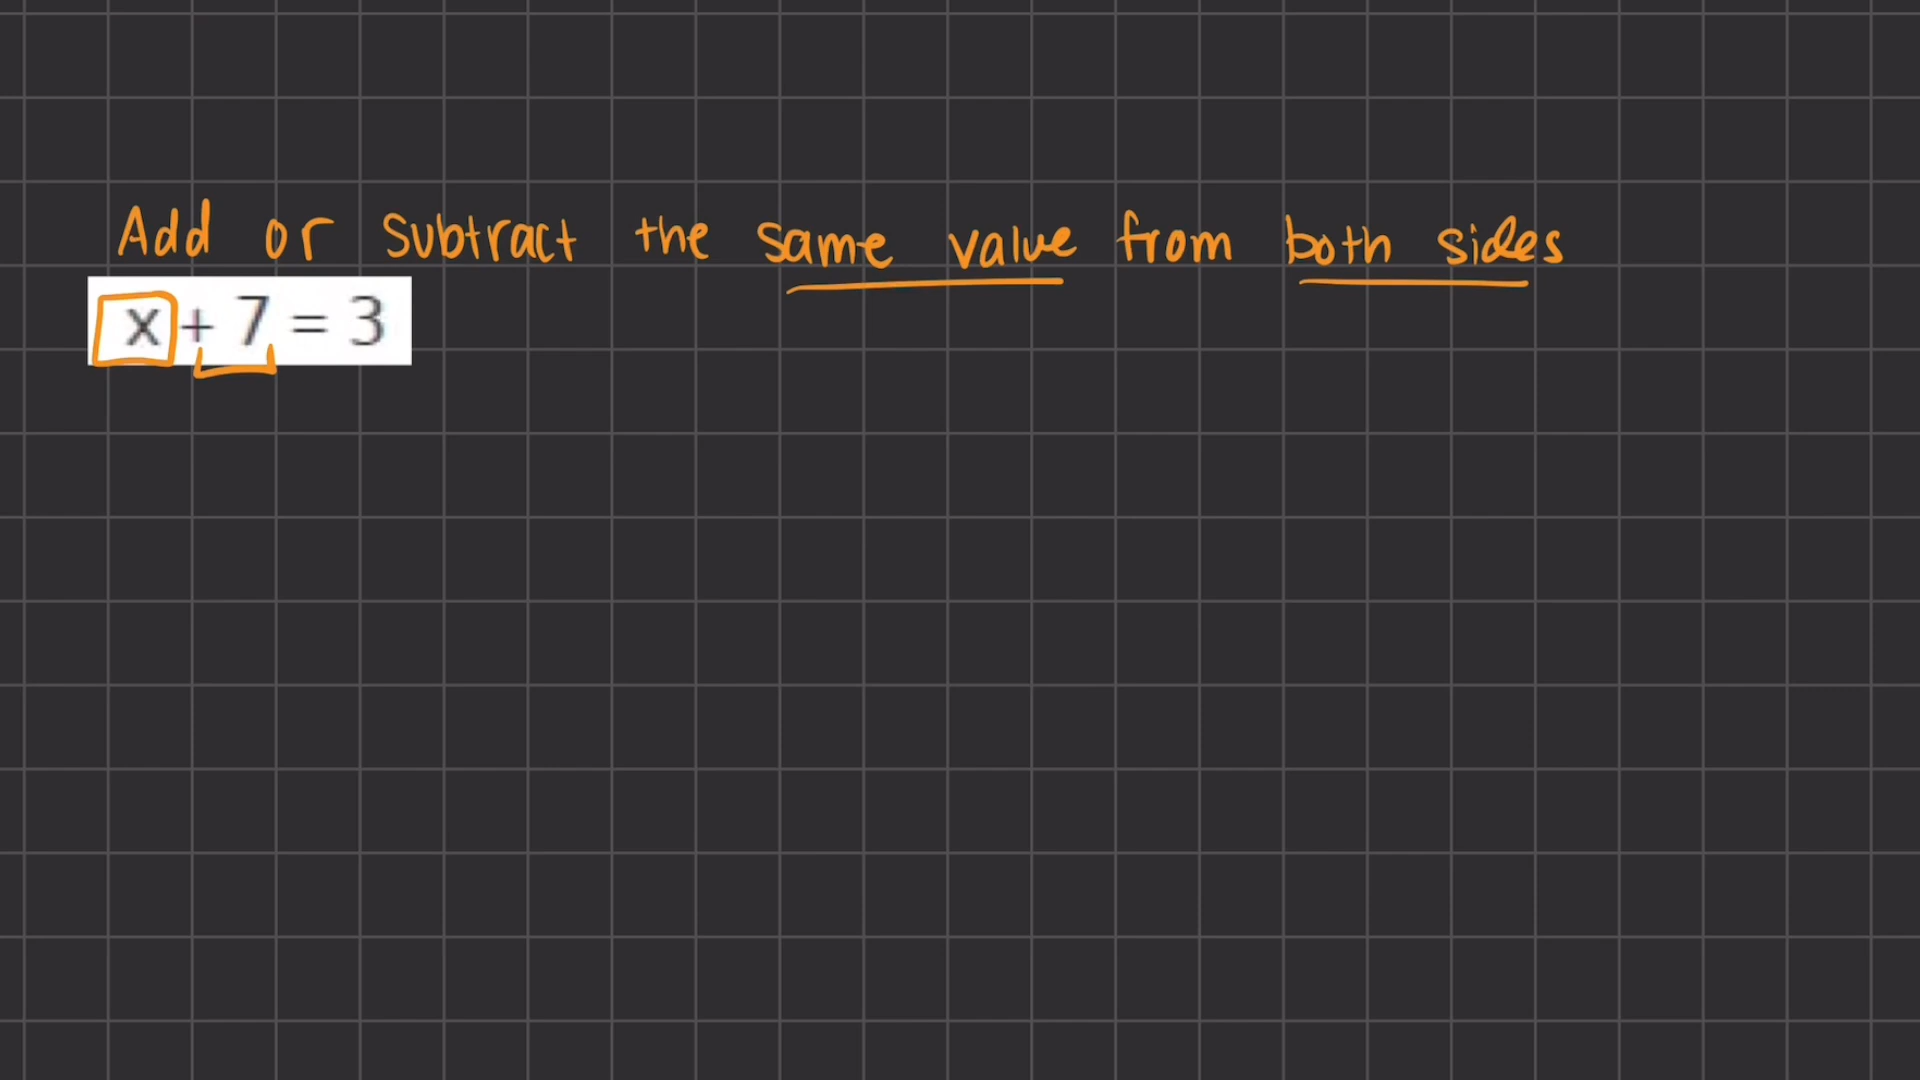 Add or subtract the same value from both sides
x + 7 = 3